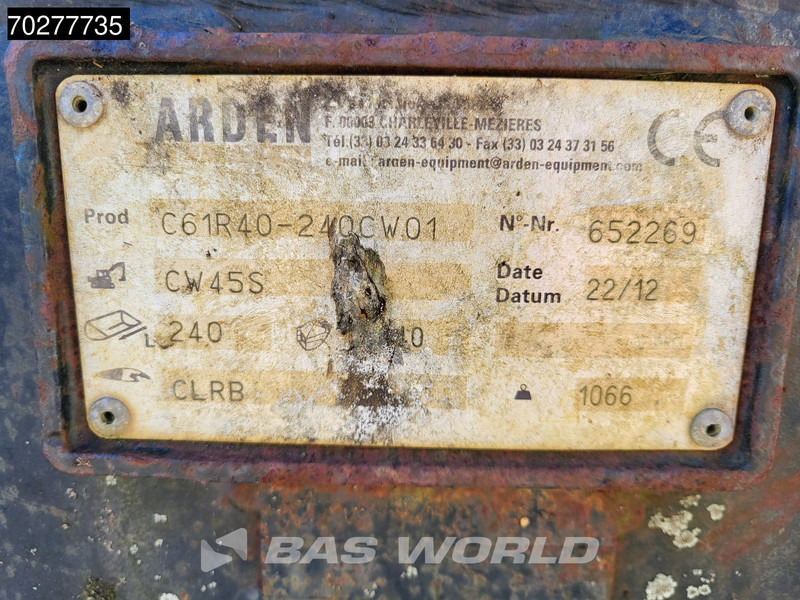 70277735
ARDEN
CHARLEVILLE-MEZIERES
Tél.(33) 03 24 33 64 30 - Fax (33) 03 24 37 31 56
e-mail : arden-equipment@arden-equipment.com
CE
Prod C61R40-240CW01 N°-Nr. 652269
CW45S Date Datum 22/12
L 240
CLRB 1066
BAS WORLD